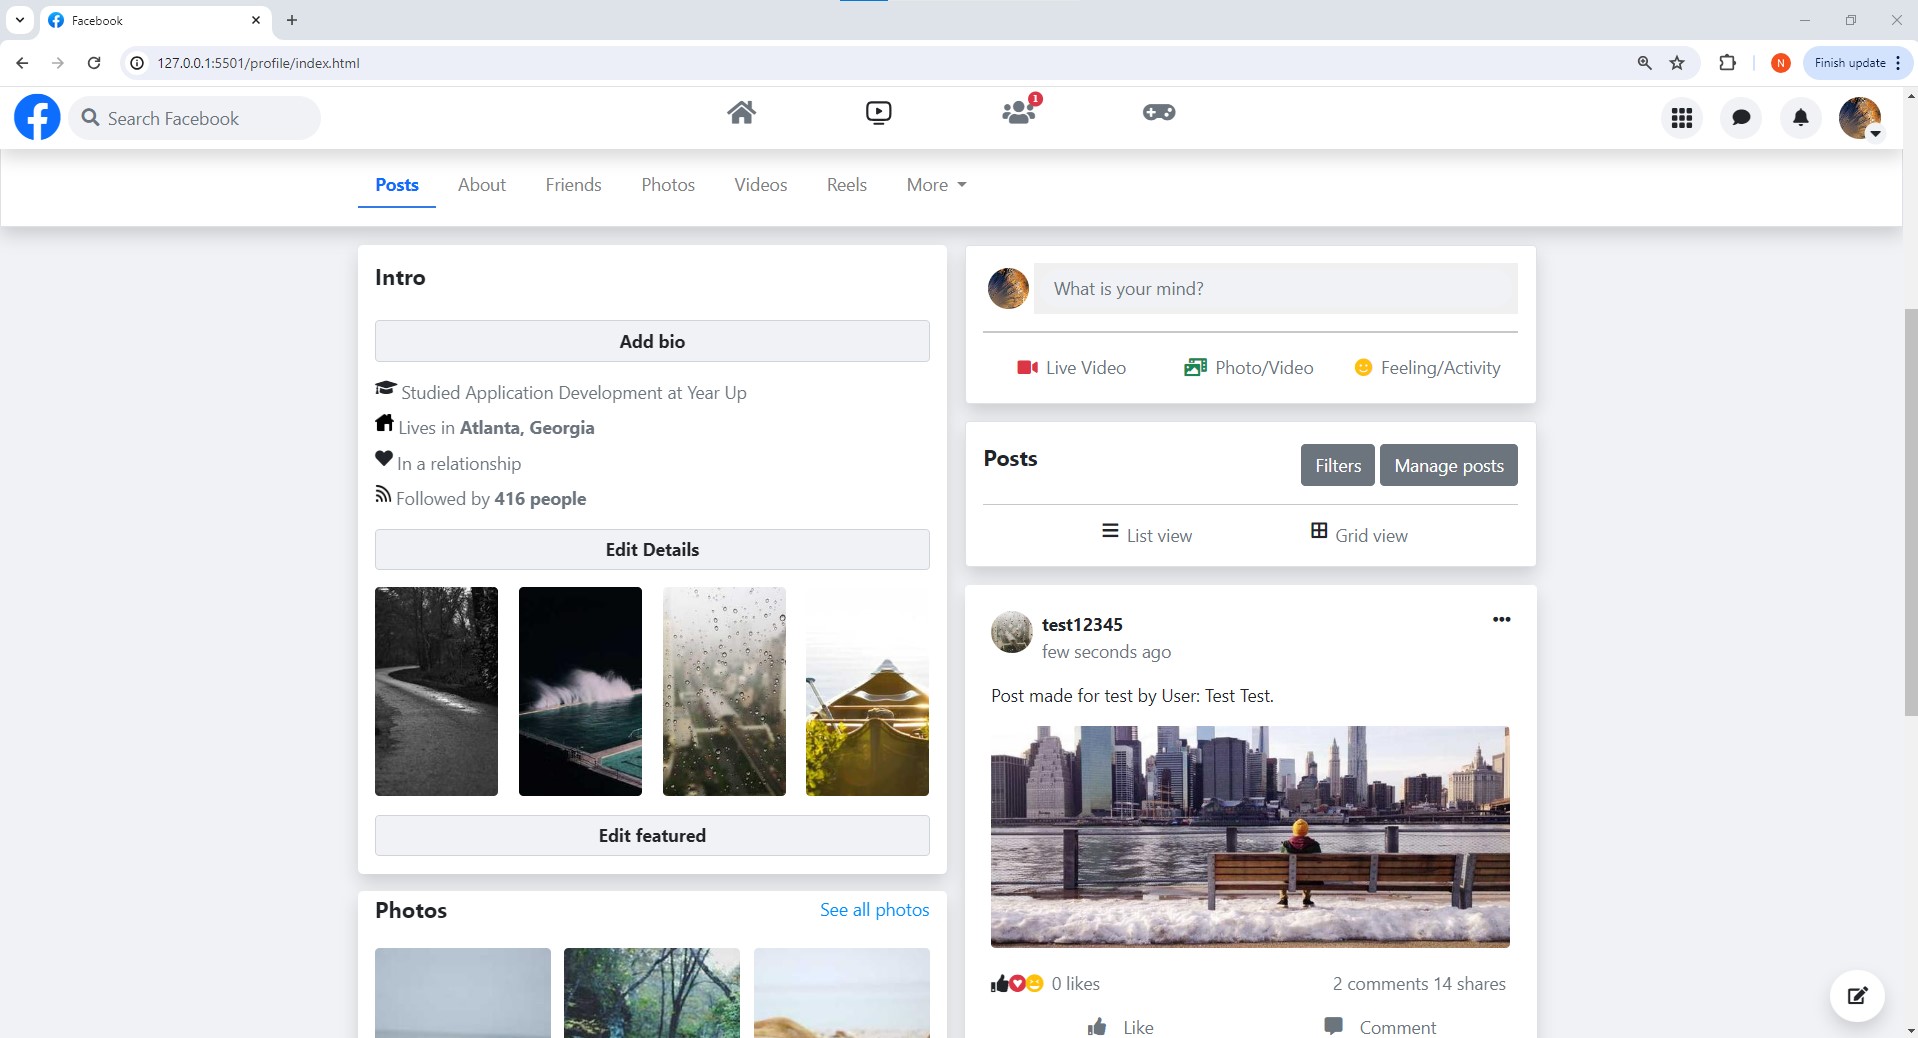 Facebook
127.0.0.1:5501/profile/index.html
N
Finish update
Search Facebook
1
Posts About Friends Photos Videos Reels More
Intro
Add bio
Studied Application Development at Year Up
Lives in Atlanta, Georgia
In a relationship
Followed by 416 people
Edit Details
Edit featured
Photos
See all photos
What is your mind?
Live Video Photo/Video Feeling/Activity
Posts
Filters Manage posts
List view Grid view
test12345
few seconds ago
Post made for test by User: Test Test.
0 likes 2 comments 14 shares
Like Comment